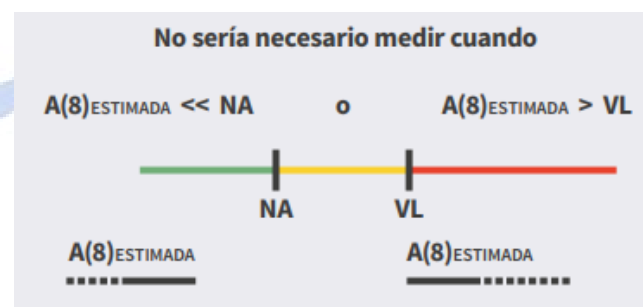 No sería necesario medir cuando
A(8)ESTIMADA << NA o A(8)ESTIMADA > VL
NA VL
A(8)ESTIMADA A(8)ESTIMADA